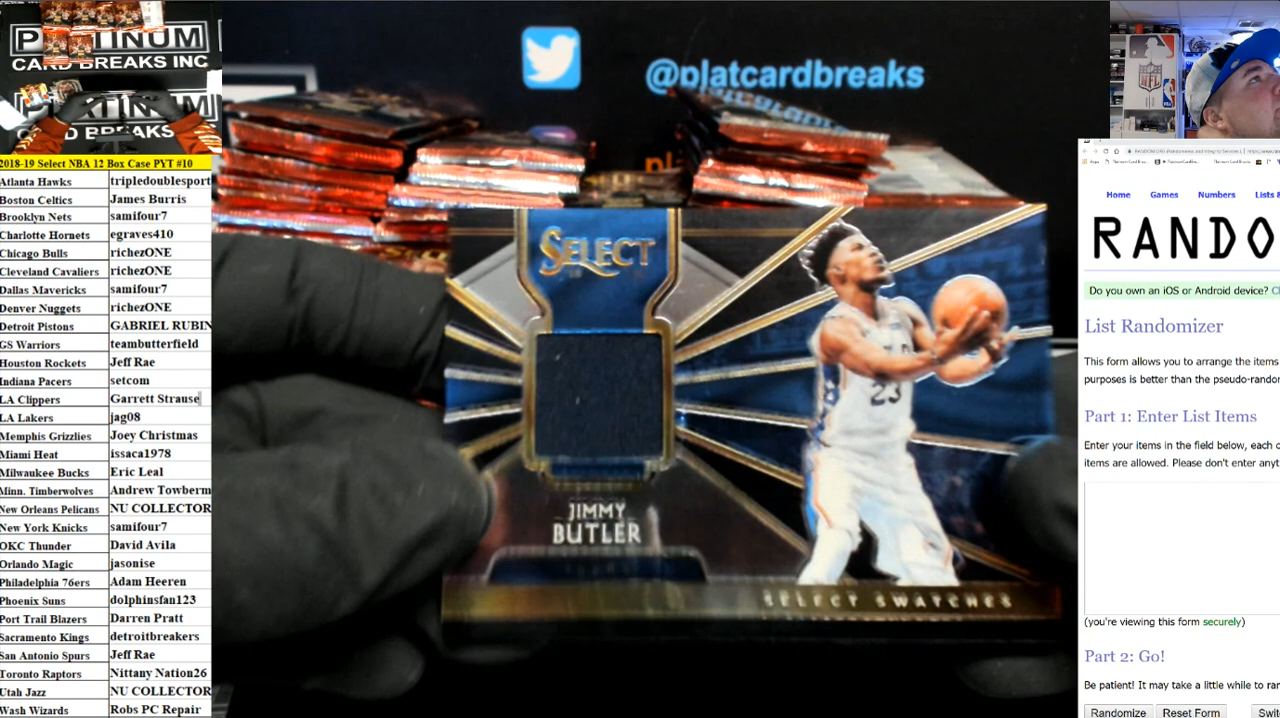 PLATINUM
CARD BREAKS INC
@platcardbreaks
2018-19 Select NBA 12 Box Case PYT #10
Atlanta Hawks tripledoublesport
Boston Celtics James Burris
Brooklyn Nets samifour7
Charlotte Hornets egraves410
Chicago Bulls richezONE
Cleveland Cavaliers richezONE
Dallas Mavericks samifour7
Denver Nuggets richezONE
Detroit Pistons GABRIEL RUBIN
GS Warriors teambutterfield
Houston Rockets Jeff Rae
Indiana Pacers setcom
LA Clippers Garrett Strause
LA Lakers jag08
Memphis Grizzlies Joey Christmas
Miami Heat issaca1978
Milwaukee Bucks Eric Leal
Minn. Timberwolves Andrew Towberm
New Orleans Pelicans NU COLLECTOR
New York Knicks samifour7
OKC Thunder David Avila
Orlando Magic jasonise
Philadelphia 76ers Adam Heeren
Phoenix Suns dolphinsfan123
Port Trail Blazers Darren Pratt
Sacramento Kings detroitbreakers
San Antonio Spurs Jeff Rae
Toronto Raptors Nittany Nation26
Utah Jazz NU COLLECTOR
Wash Wizards Robs PC Repair
SELECT
23
JIMMY
BUTLER
SELECT SWATCHES
NFL
NBA
Home Games Numbers Lists &
RANDO
Do you own an iOS or Android device?
List Randomizer
This form allows you to arrange the items
purposes is better than the pseudo-rando
Part 1: Enter List Items
Enter your items in the field below, each
items are allowed. Please don't enter anyt
(you're viewing this form securely)
Part 2: Go!
Be patient! It may take a little while to ra
Randomize Reset Form Swit